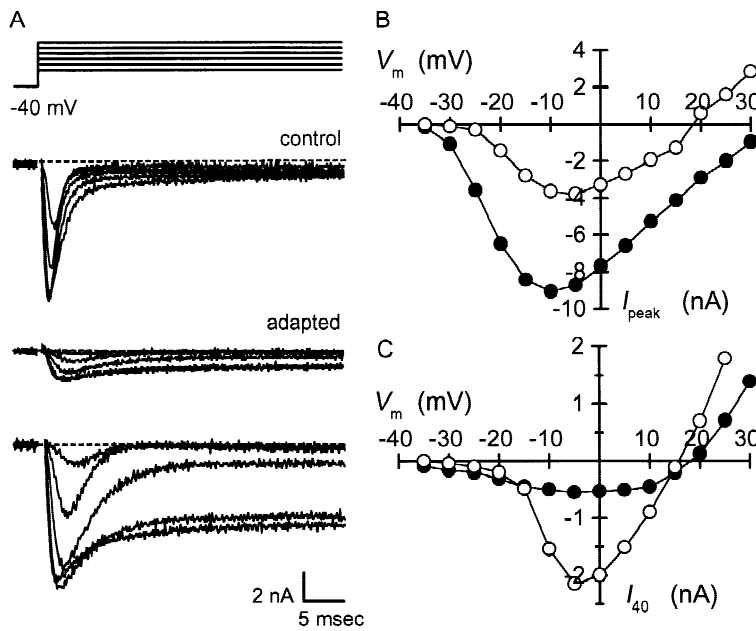 A
-40 mV
control
adapted
2 nA
5 msec
B
Vm (mV)
4
2
-40 -30 -20 -10 10 20 30
-2
-4
-6
-8
-10
Ipeak (nA)
C
2
Vm (mV)
-40 -30 -20 -10 10 20 30
-1
-2
I40 (nA)